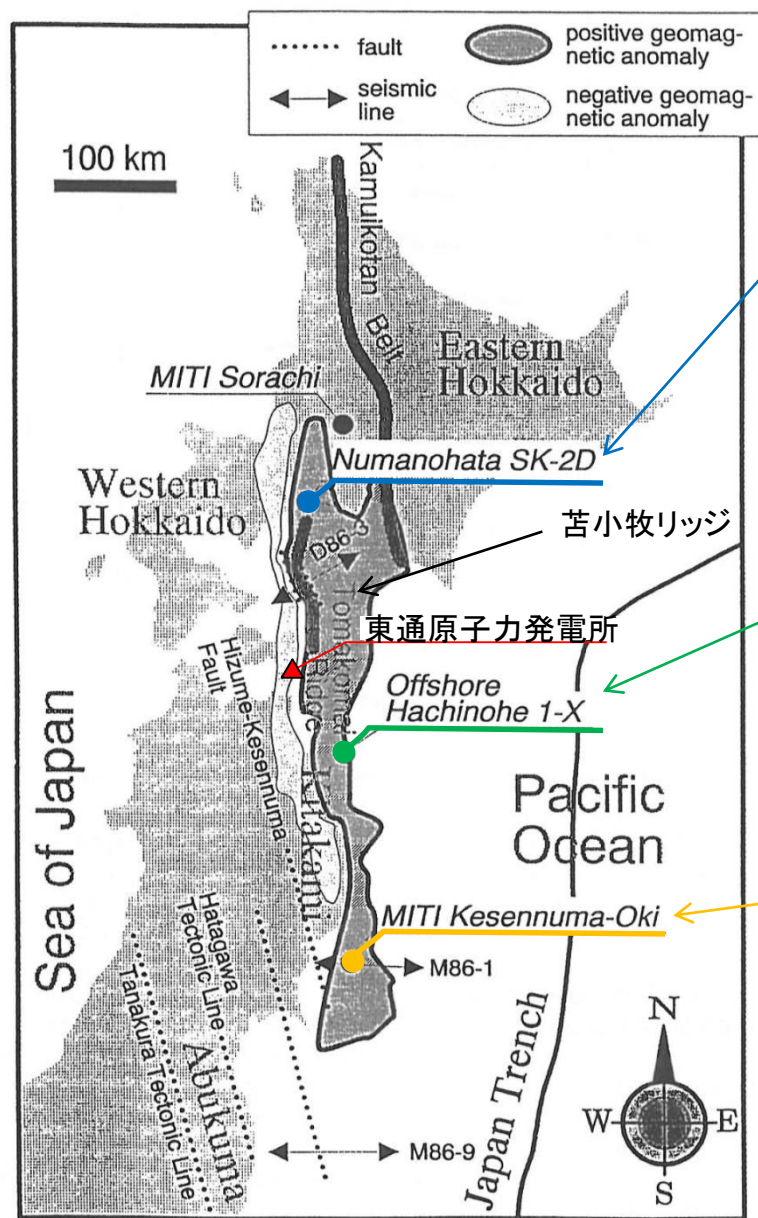 fault
positive geomag-
netic anomaly
seismic
line
negative geomag-
netic anomaly
100 km
Kamuikotan
Belt
Eastern
Hokkaido
MITI Sorachi
Numanohata SK-2D
Western
Hokkaido
D86-3
苫小牧リッジ
Tomakomai
Ridge
東通原子力発電所
Hizume-Kesennuma
Fault
Offshore
Hachinohe 1-X
Kitakami
Sea of Japan
Pacific
Ocean
MITI Kesennuma-Oki
M86-1
Hatagawa
Tectonic Line
Tanakura Tectonic Line
Abukuma
M86-9
Japan Trench
N
W
E
S